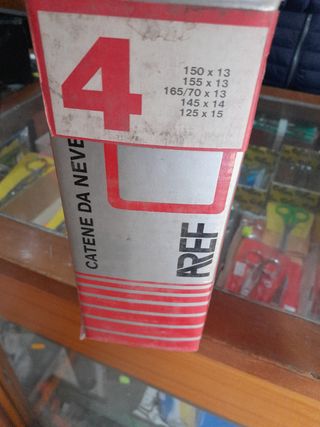 4
150 x 13
155 x 13
165/70 x 13
145 x 14
125 x 15
CATENE DA NEVE
AREF